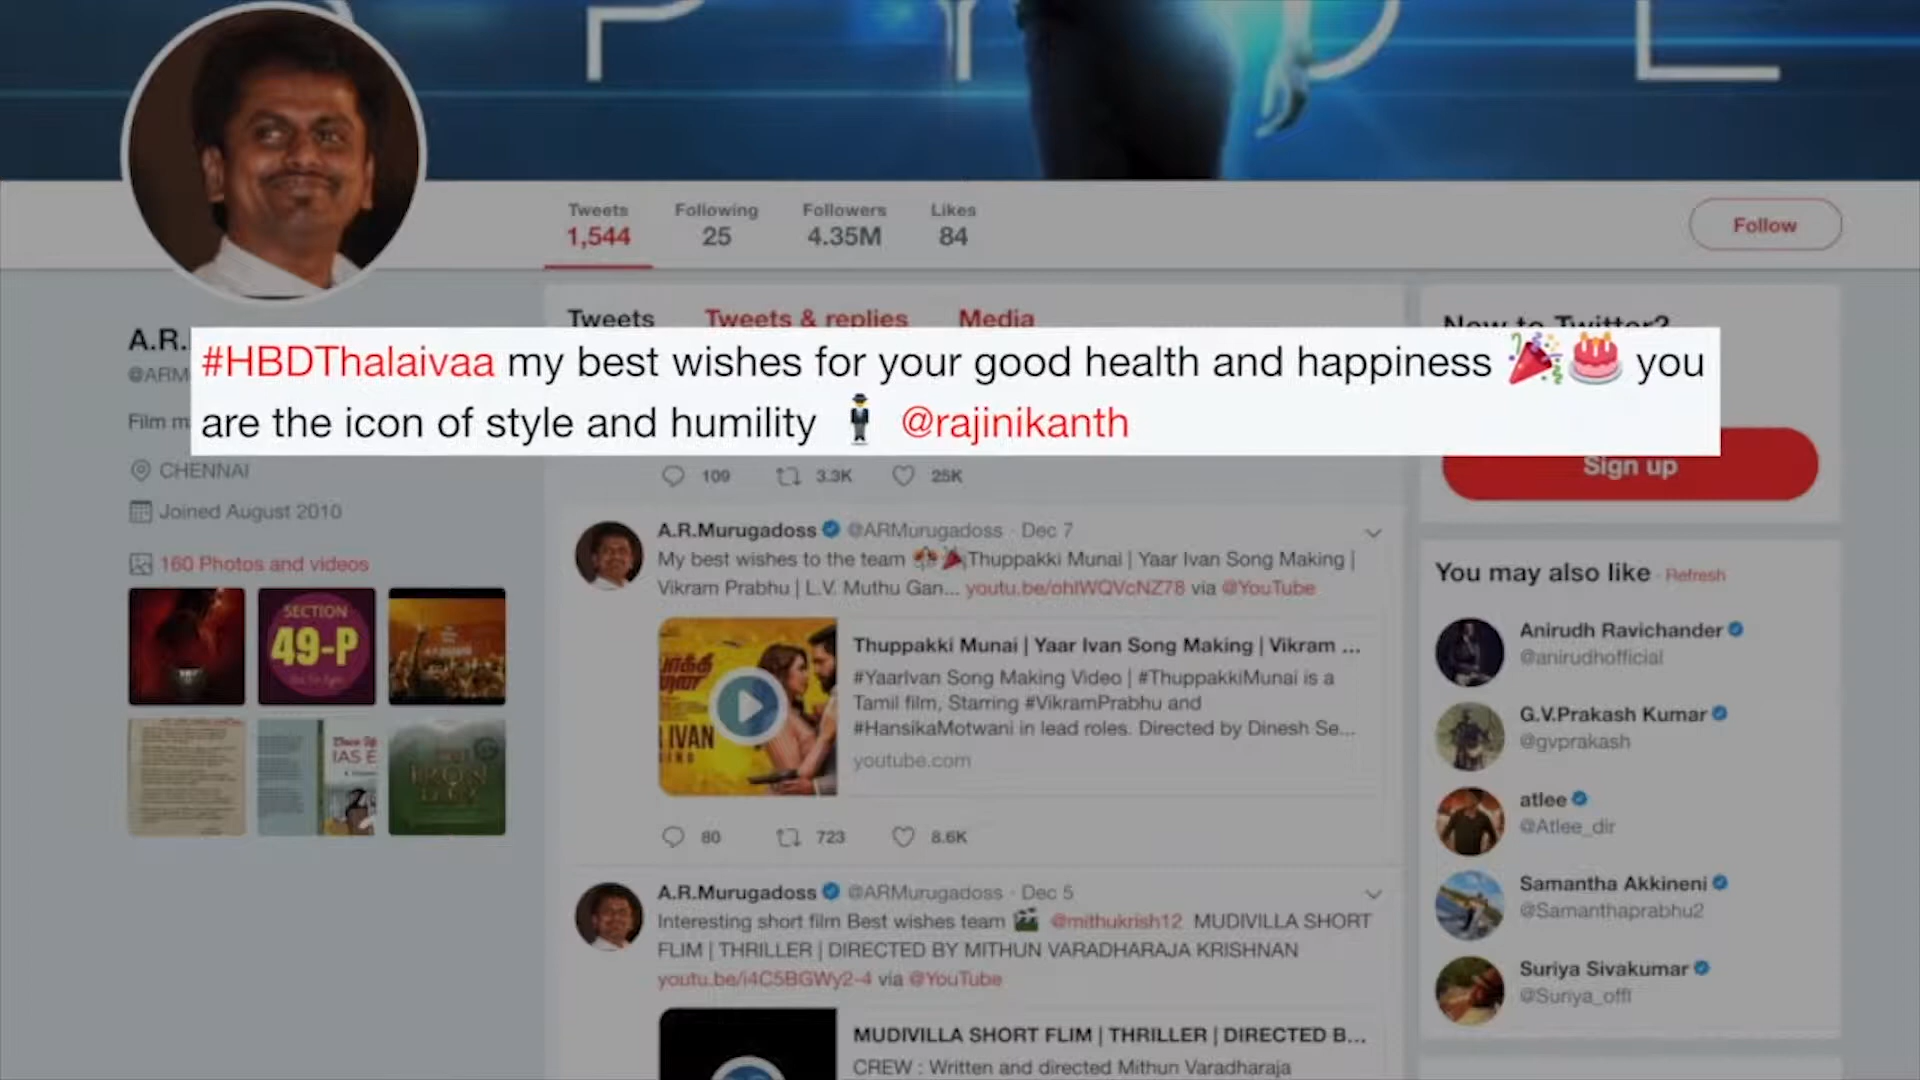 SPYDE
Tweets Following Followers Likes
1,544 25 4.35M 84
Follow
Tweets Tweets & replies Media
New to Twitter?
A.R.
@ARM
Film m
#HBDThalaivaa my best wishes for your good health and happiness 🎉🎂 you
are the icon of style and humility 🕴 @rajinikanth
Sign up
CHENNAI
Joined August 2010
160 Photos and videos
SECTION
49-P
IAS E
109 3.3K 25K
A.R.Murugadoss @ARMurugadoss · Dec 7
My best wishes to the team 🎉Thuppakki Munai | Yaar Ivan Song Making |
Vikram Prabhu | L.V. Muthu Gan... youtu.be/ohIWQVcNZ78 via @YouTube
IVAN
Thuppakki Munai | Yaar Ivan Song Making | Vikram ...
#YaarIvan Song Making Video | #ThuppakkiMunai is a
Tamil film, Starring #VikramPrabhu and
#HansikaMotwani in lead roles. Directed by Dinesh Se...
youtube.com
80 723 8.6K
A.R.Murugadoss @ARMurugadoss · Dec 5
Interesting short film Best wishes team 🎬 @mithukrish12 MUDIVILLA SHORT
FLIM | THRILLER | DIRECTED BY MITHUN VARADHARAJA KRISHNAN
youtu.be/i4C5BGWy2-4 via @YouTube
MUDIVILLA SHORT FLIM | THRILLER | DIRECTED B...
CREW : Written and directed Mithun Varadharaja
You may also like · Refresh
Anirudh Ravichander
@anirudhofficial
G.V.Prakash Kumar
@gvprakash
atlee
@Atlee_dir
Samantha Akkineni
@Samanthaprabhu2
Suriya Sivakumar
@Suriya_offl